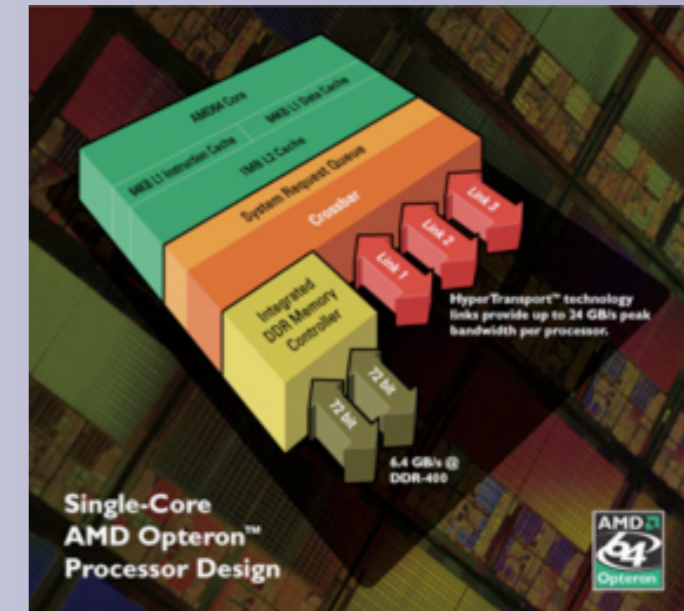 AMD64 Core
L1 Instruction Cache
L1 Data Cache
1MB L2 Cache
System Request Queue
Crossbar
Link 1
Link 2
Link 3
Integrated
DDR Memory
Controller
72 bit
72 bit
HyperTransport™ technology
links provide up to 24 GB/s peak
bandwidth per processor.
6.4 GB/s @
DDR-400
Single-Core
AMD Opteron™
Processor Design
AMD
64
Opteron